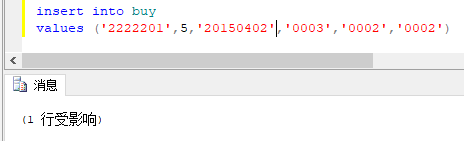 insert into buy
values ('2222201',5,'20150402','0003','0002','0002')
消息
(1 行受影响)